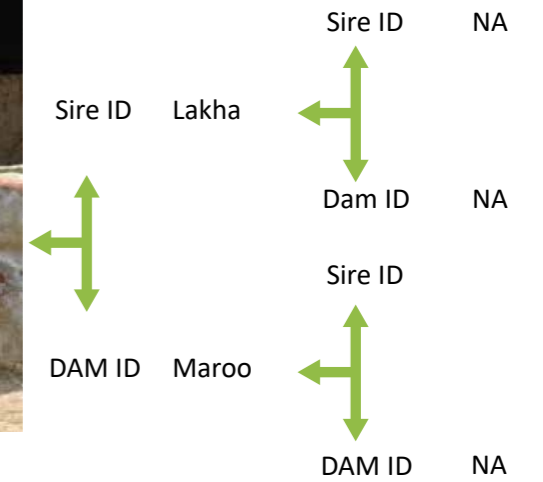 Sire ID NA
Sire ID Lakha
Dam ID NA
Sire ID
DAM ID Maroo
DAM ID NA